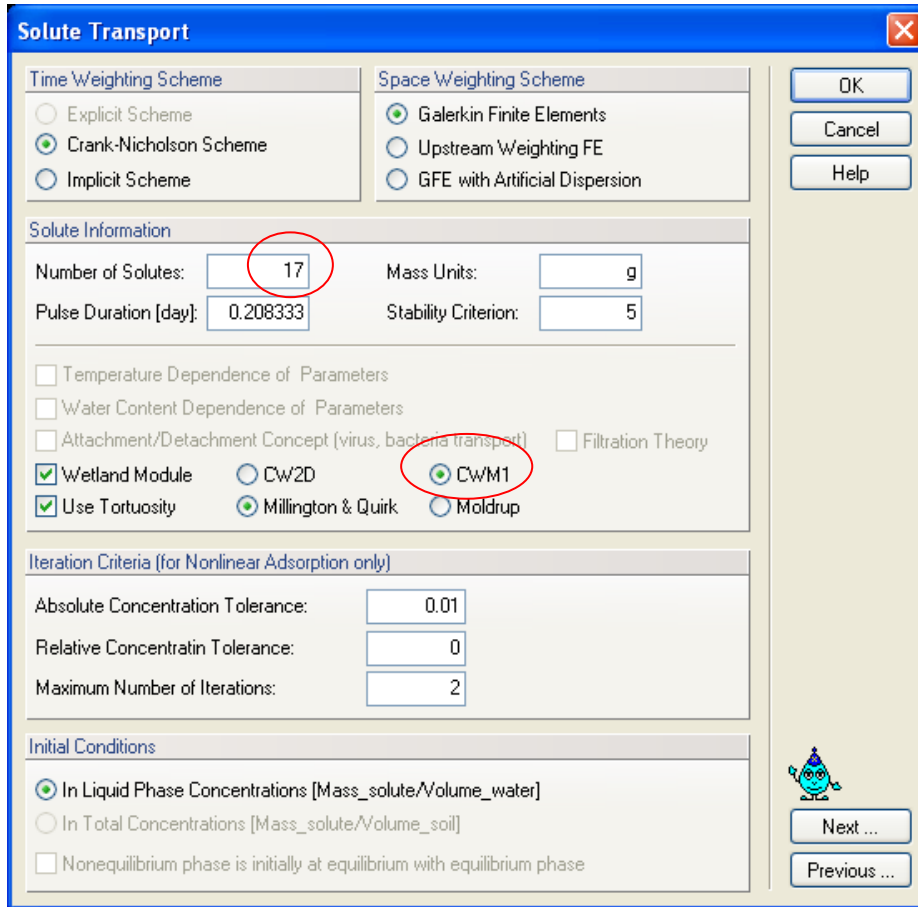 Solute Transport
Time Weighting Scheme
Explicit Scheme
Crank-Nicholson Scheme
Implicit Scheme
Space Weighting Scheme
Galerkin Finite Elements
Upstream Weighting FE
GFE with Artificial Dispersion
OK
Cancel
Help
Solute Information
Number of Solutes: 17 Mass Units: g
Pulse Duration [day]: 0.208333 Stability Criterion: 5
Temperature Dependence of Parameters
Water Content Dependence of Parameters
Attachment/Detachment Concept (virus, bacteria transport) Filtration Theory
Wetland Module CW2D CWM1
Use Tortuosity Millington & Quirk Moldrup
Iteration Criteria (for Nonlinear Adsorption only)
Absolute Concentration Tolerance: 0.01
Relative Concentratin Tolerance: 0
Maximum Number of Iterations: 2
Initial Conditions
In Liquid Phase Concentrations [Mass_solute/Volume_water]
In Total Concentrations [Mass_solute/Volume_soil]
Nonequilibrium phase is initially at equilibrium with equilibrium phase
Next ...
Previous ...